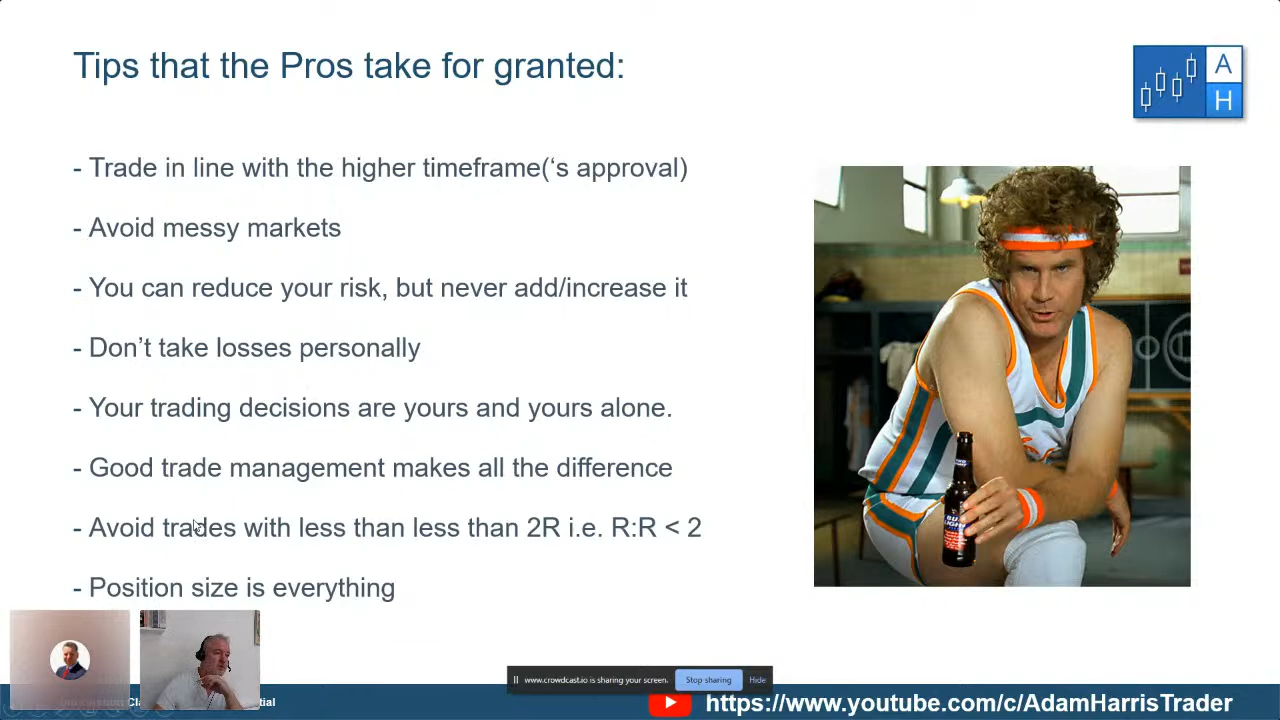 Tips that the Pros take for granted:
A
H
- Trade in line with the higher timeframe(‘s approval)
- Avoid messy markets
- You can reduce your risk, but never add/increase it
- Don’t take losses personally
- Your trading decisions are yours and yours alone.
- Good trade management makes all the difference
- Avoid trades with less than less than 2R i.e. R:R < 2
- Position size is everything
BUD
LIGHT
www.crowdcast.io is sharing your screen.
Stop sharing
Hide
https://www.youtube.com/c/AdamHarrisTrader